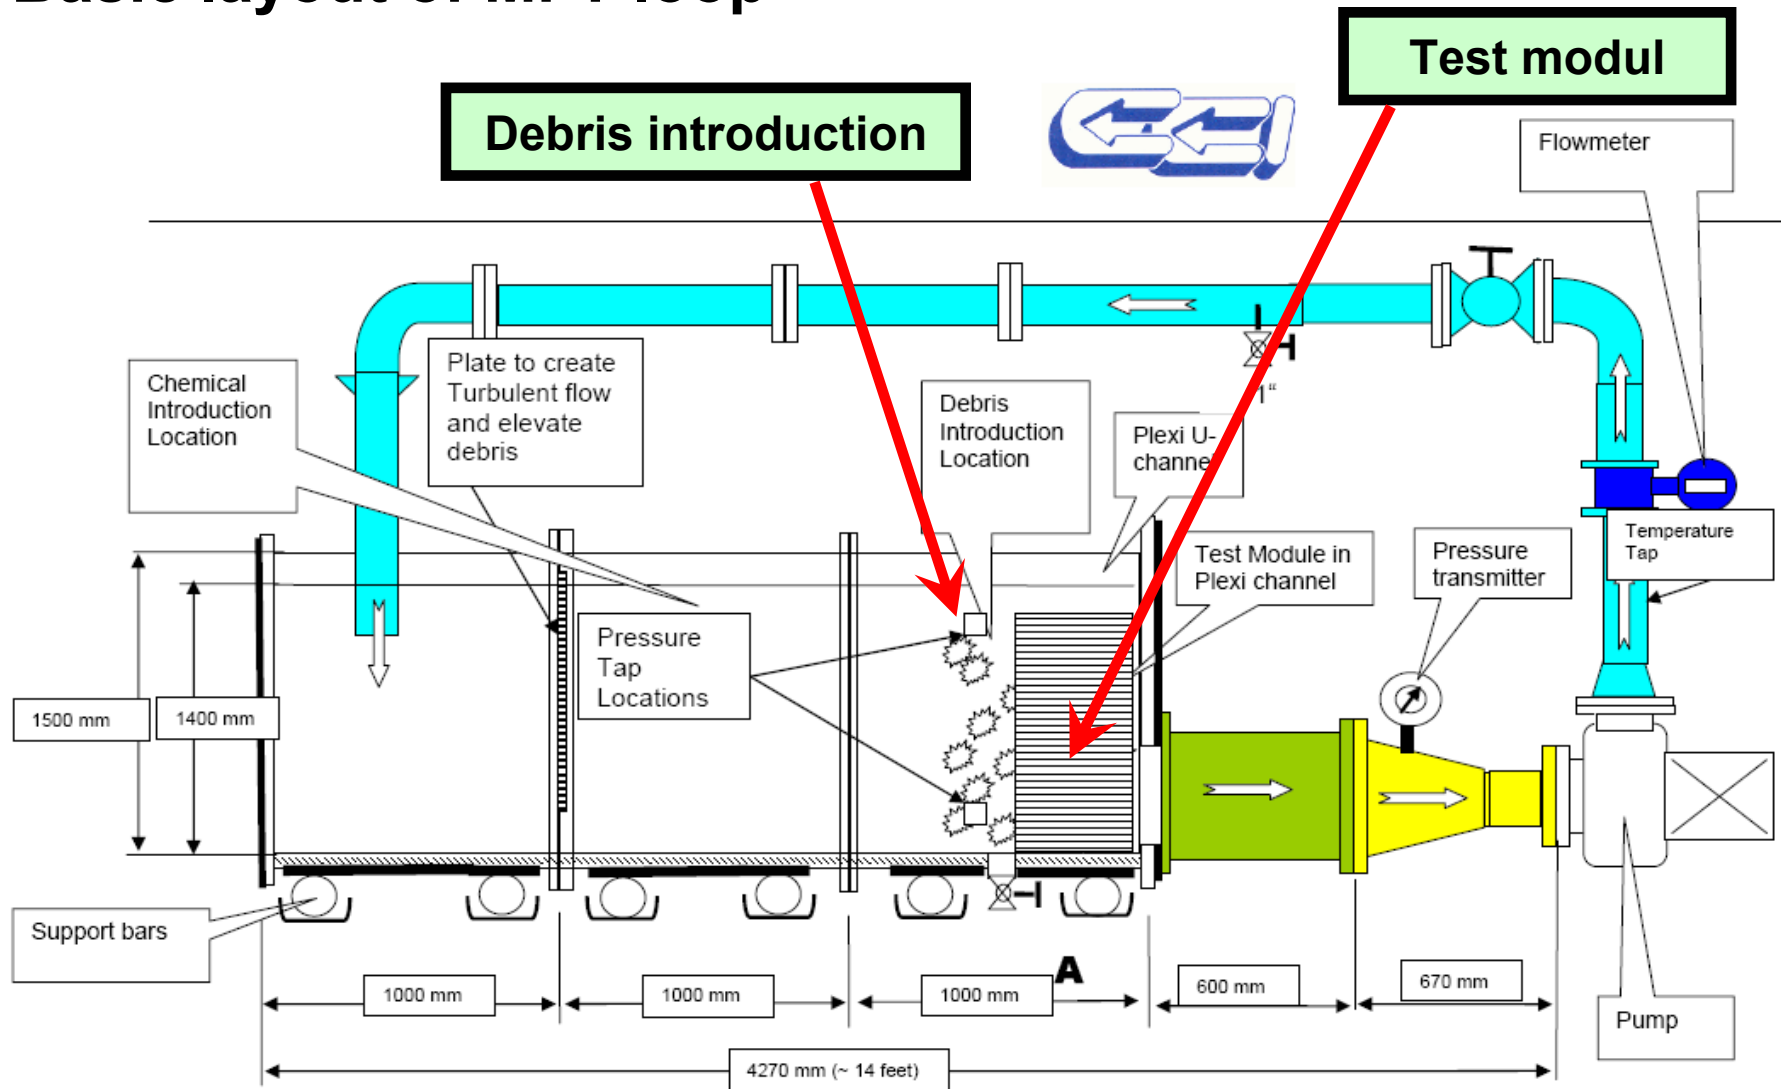 Test modul
Debris introduction
CCI
Flowmeter
Chemical
Introduction
Location
Plate to create
Turbulent flow
and elevate
debris
Debris
Introduction
Location
1"
Plexi U-
channel
Test Module in
Plexi channel
Pressure
transmitter
Temperature
Tap
Pressure
Tap
Locations
1500 mm
1400 mm
Support bars
A
1000 mm
1000 mm
1000 mm
600 mm
670 mm
Pump
4270 mm (~ 14 feet)